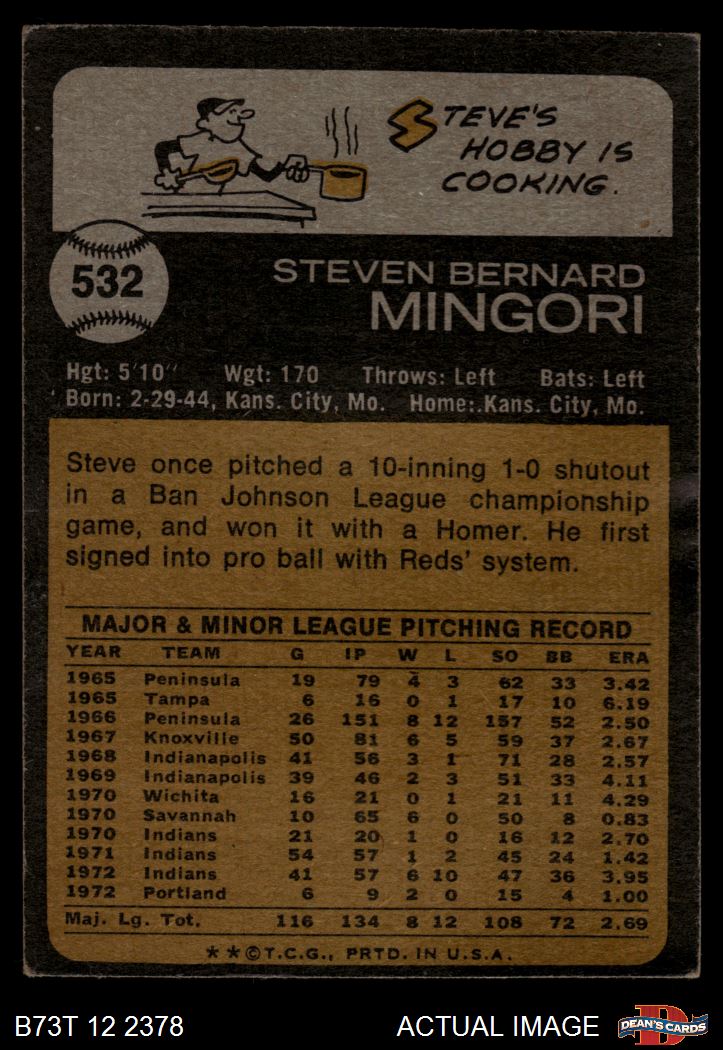 STEVE'S
HOBBY IS
COOKING.
532
STEVEN BERNARD
MINGORI
Hgt: 5'10" Wgt: 170 Throws: Left Bats: Left
Born: 2-29-44, Kans. City, Mo. Home: Kans. City, Mo.
Steve once pitched a 10-inning 1-0 shutout
in a Ban Johnson League championship
game, and won it with a Homer. He first
signed into pro ball with Reds' system.
MAJOR & MINOR LEAGUE PITCHING RECORD
YEAR TEAM G IP W L SO BB ERA
1965 Peninsula 19 79 4 3 62 33 3.42
1965 Tampa 6 16 0 1 17 10 6.19
1966 Peninsula 26 151 8 12 157 52 2.50
1967 Knoxville 50 81 6 5 59 37 2.67
1968 Indianapolis 41 56 3 1 71 28 2.57
1969 Indianapolis 39 46 2 3 51 33 4.11
1970 Wichita 16 21 0 1 21 11 4.29
1970 Savannah 10 65 6 0 50 8 0.83
1970 Indians 21 20 1 0 16 12 2.70
1971 Indians 54 57 1 2 45 24 1.42
1972 Indians 41 57 6 10 47 36 3.95
1972 Portland 6 9 2 0 15 4 1.00
Maj. Lg. Tot. 116 134 8 12 108 72 2.69
**©T.C.G., PRTD. IN U.S.A.
B73T 12 2378 ACTUAL IMAGE DEAN'S CARDS